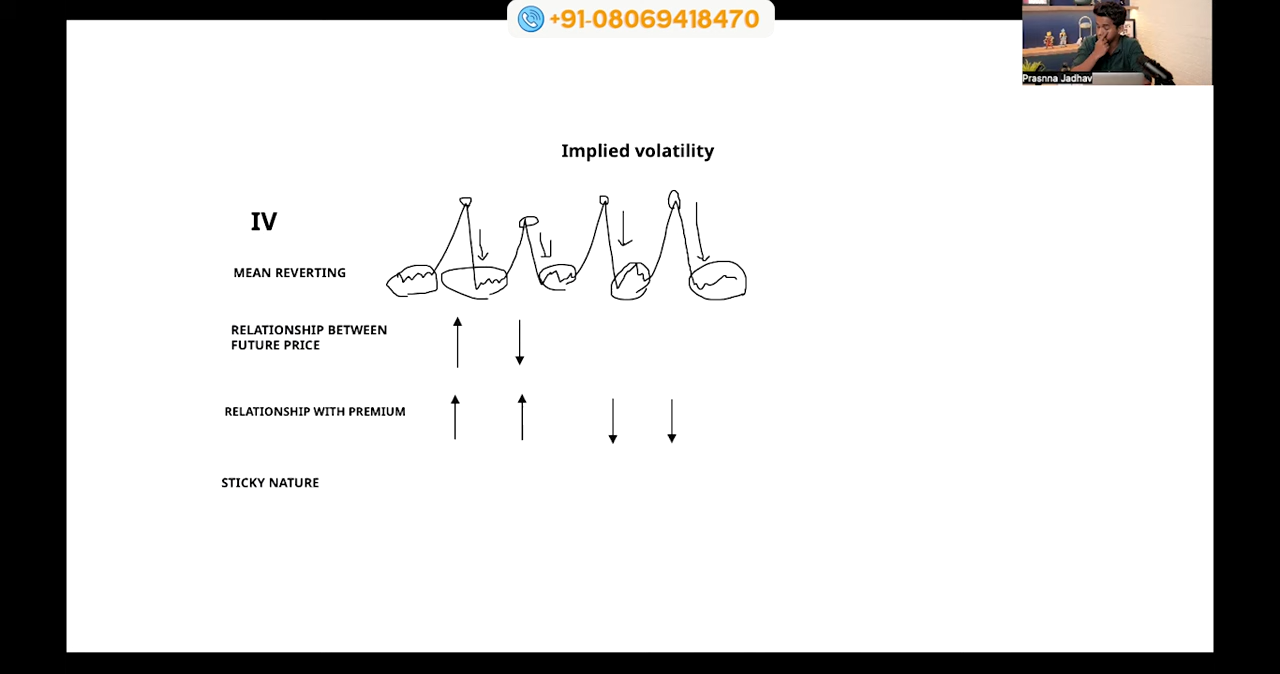 +91-08069418470
Prasnna Jadhav
Implied volatility
IV
MEAN REVERTING
RELATIONSHIP BETWEEN
FUTURE PRICE
RELATIONSHIP WITH PREMIUM
STICKY NATURE